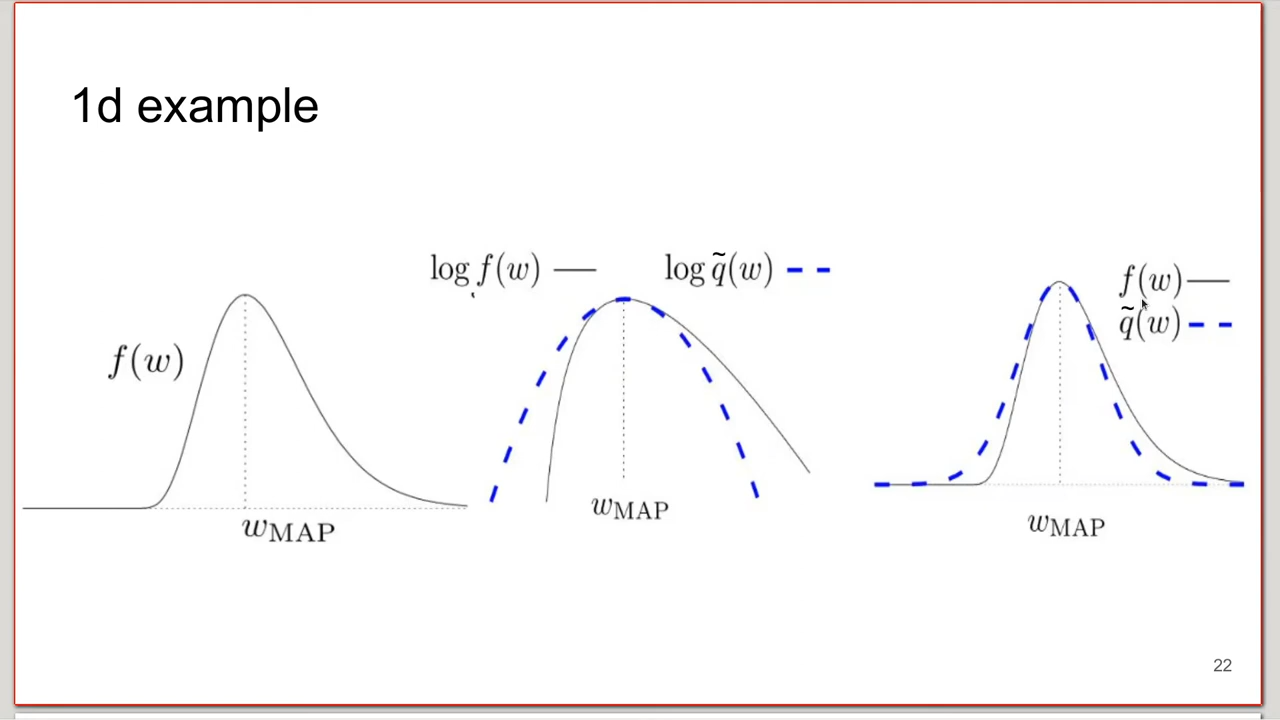 1d example
f(w)
w_MAP
log f(w)
log q̃(w)
w_MAP
f(w)
q̃(w)
w_MAP
22